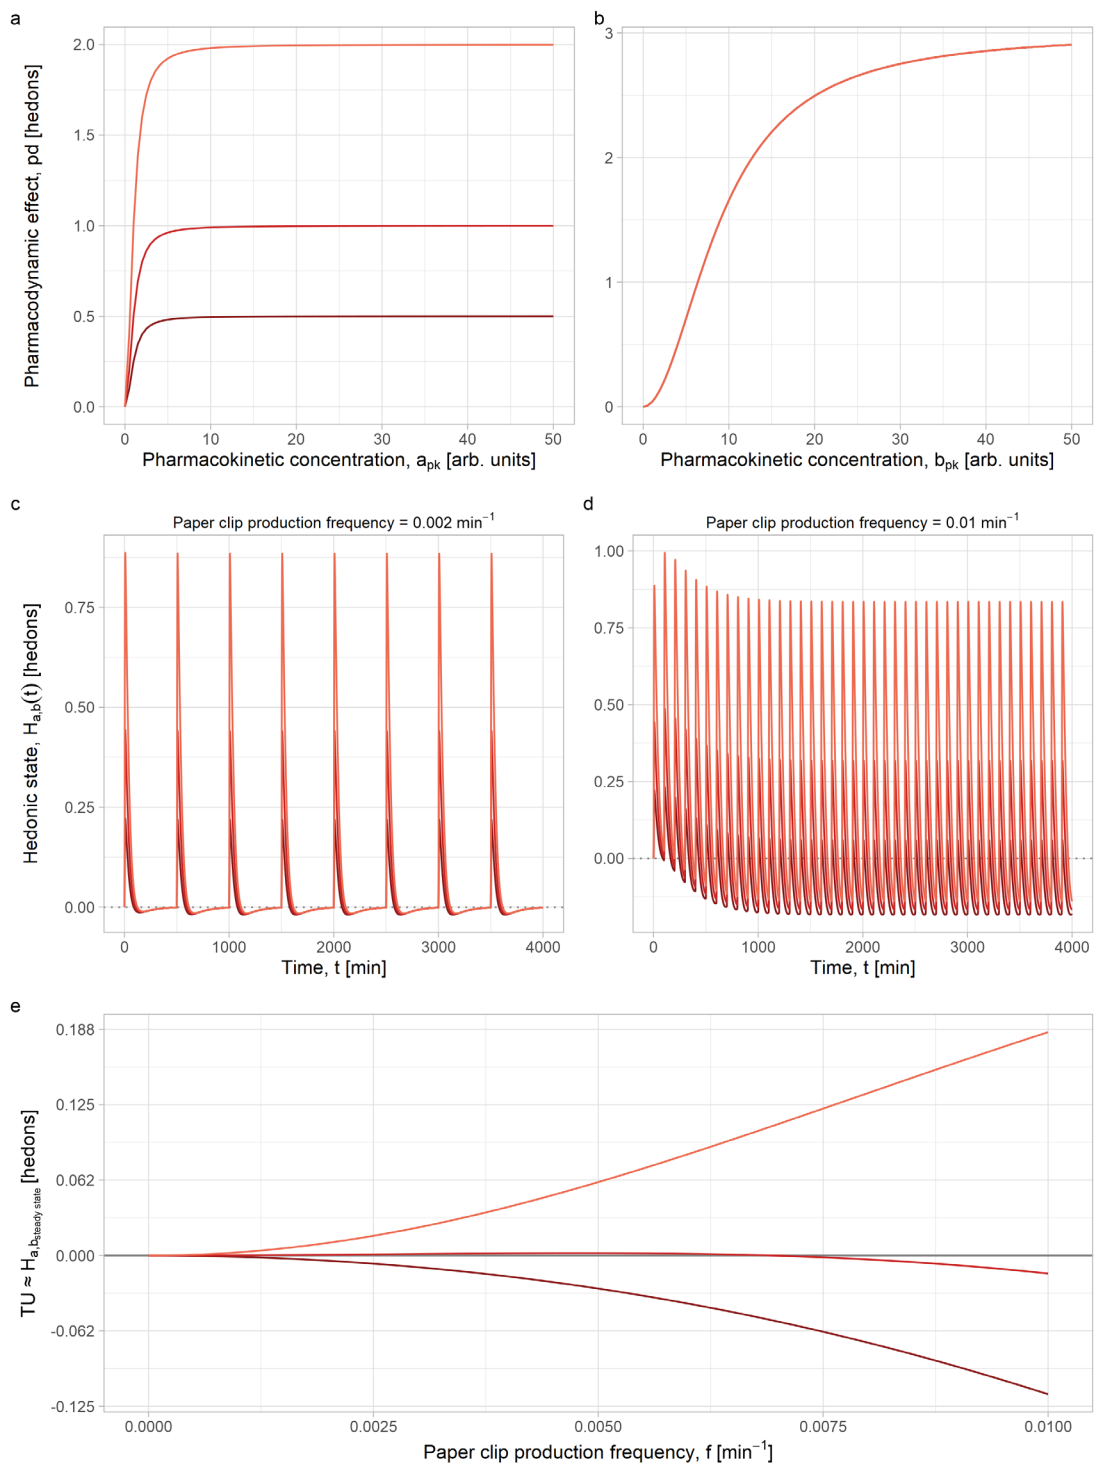 a
Pharmacodynamic effect, pd [hedons]
2.0
1.5
1.0
0.5
0.0
0 10 20 30 40 50
Pharmacokinetic concentration, a_pk [arb. units]
b
3
2
1
0
0 10 20 30 40 50
Pharmacokinetic concentration, b_pk [arb. units]
c
Paper clip production frequency = 0.002 min⁻¹
Hedonic state, H_a,b(t) [hedons]
0.75
0.50
0.25
0.00
0 1000 2000 3000 4000
Time, t [min]
d
Paper clip production frequency = 0.01 min⁻¹
1.00
0.75
0.50
0.25
0.00
0 1000 2000 3000 4000
Time, t [min]
e
TU ≈ H_a,b_steady state [hedons]
0.188
0.125
0.062
0.000
-0.062
-0.125
0.0000 0.0025 0.0050 0.0075 0.0100
Paper clip production frequency, f [min⁻¹]